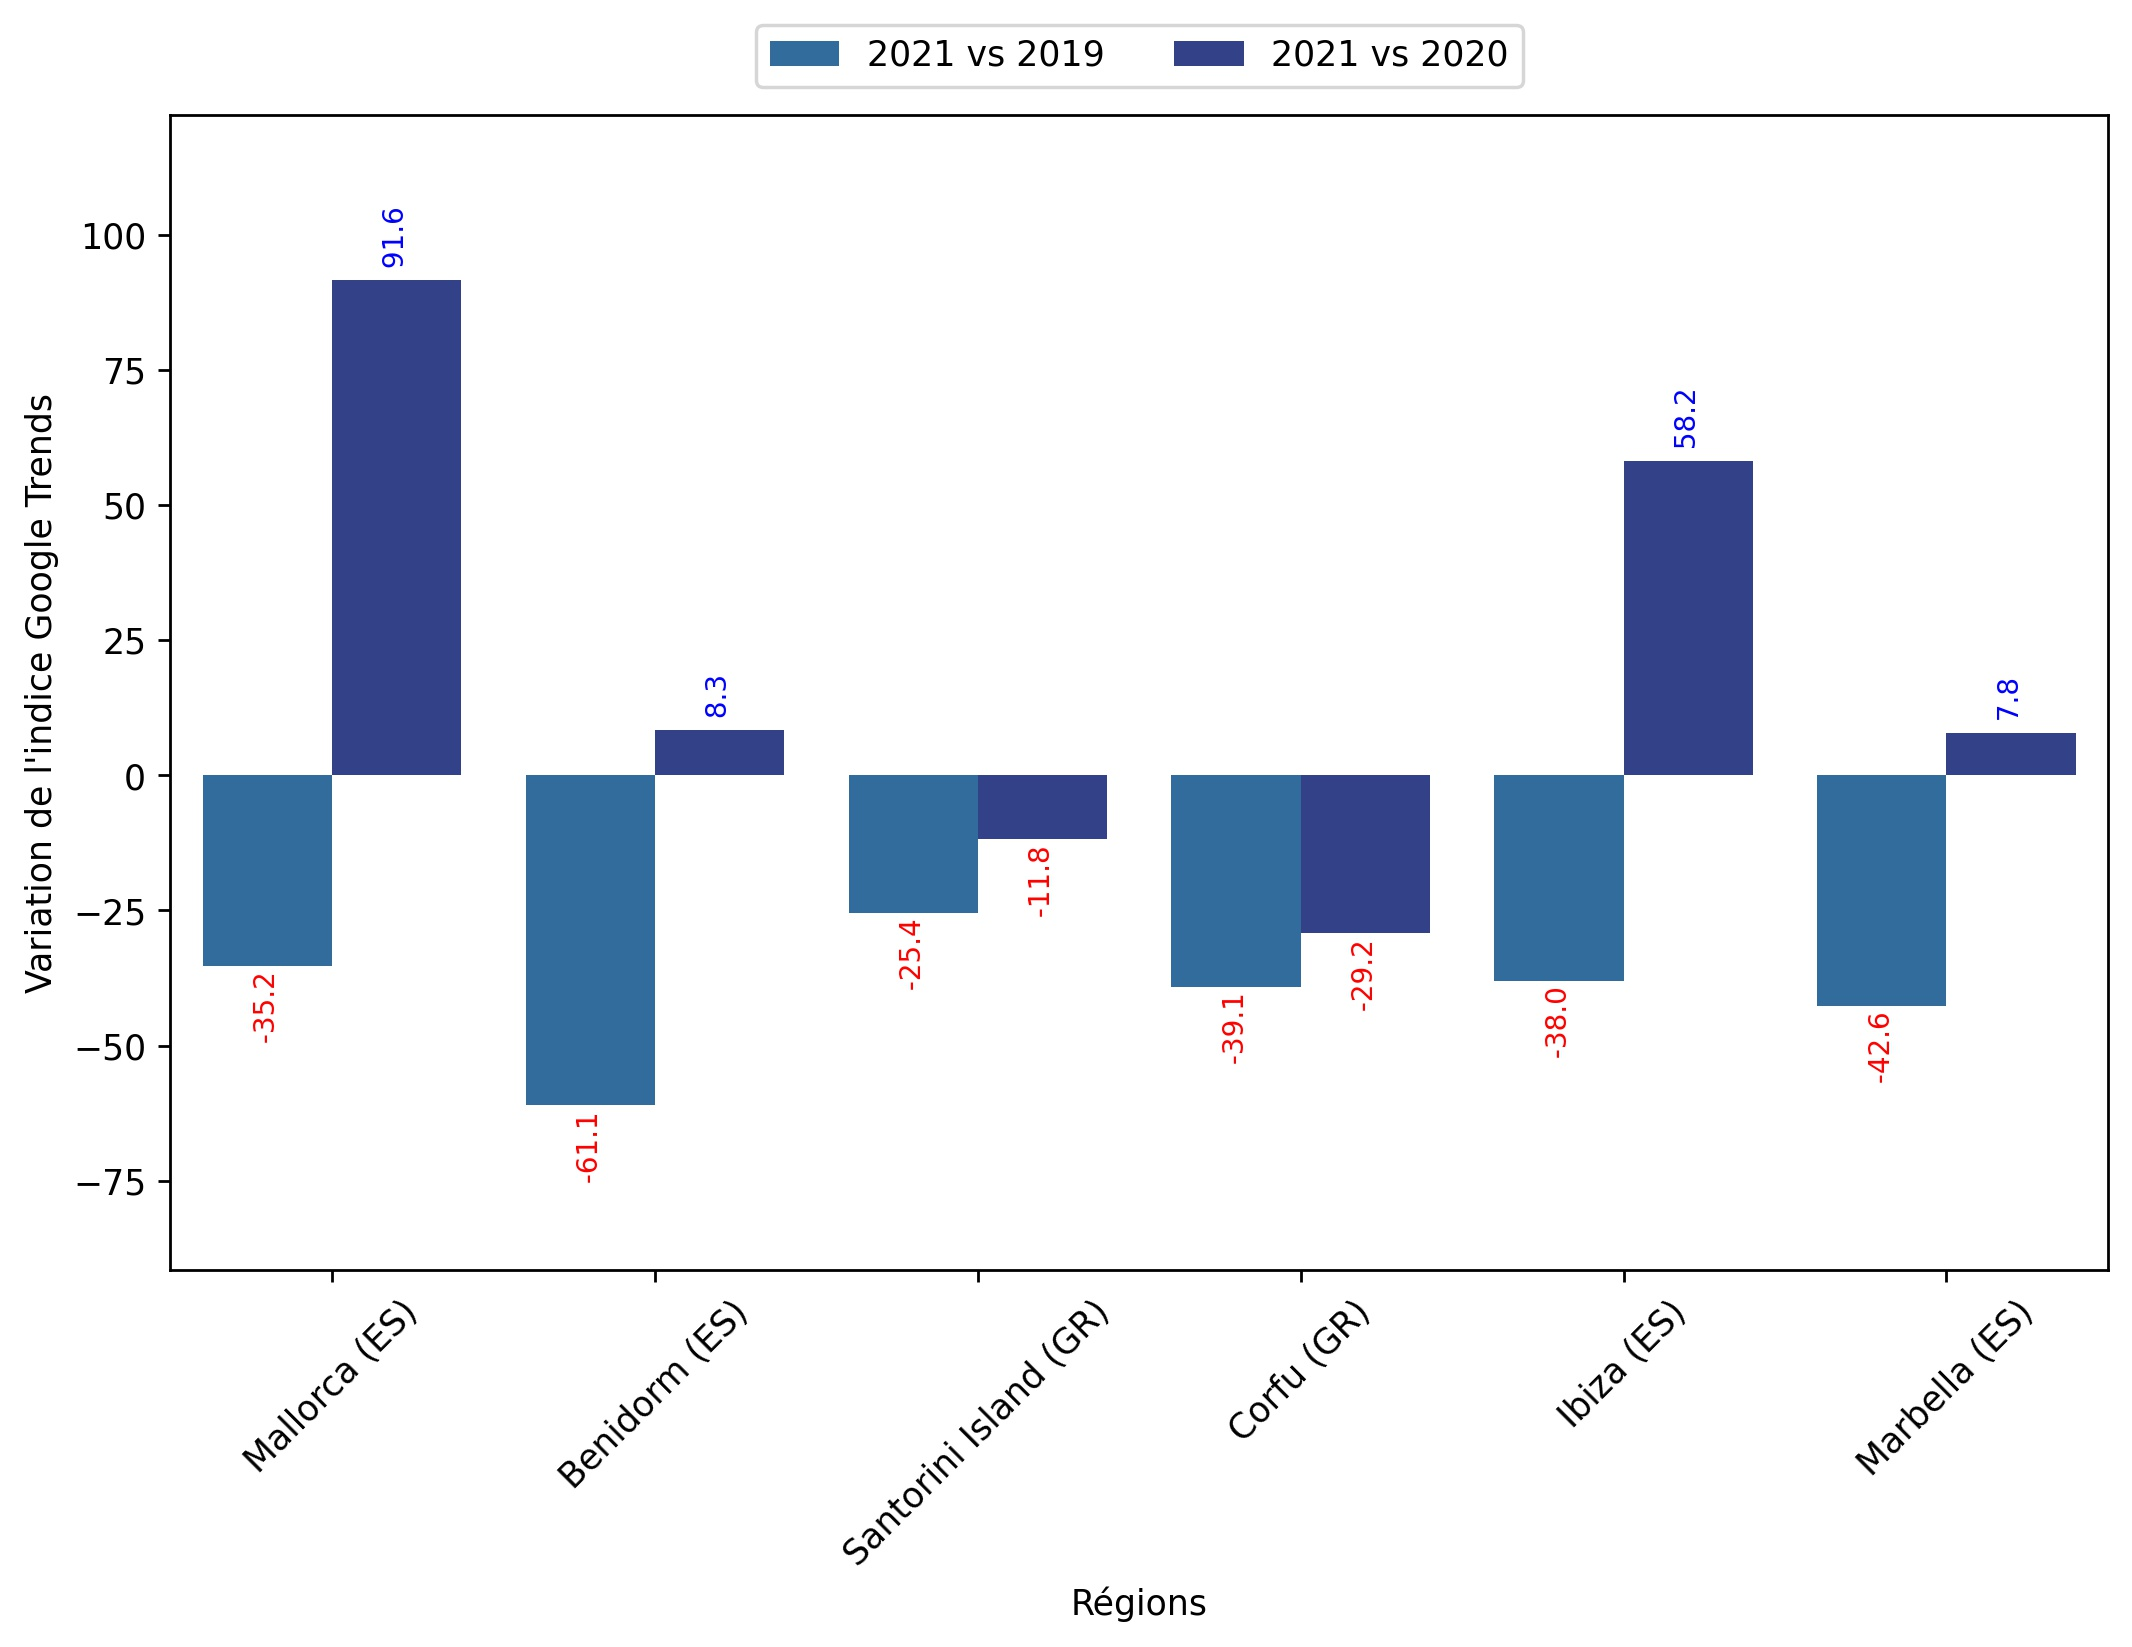 2021 vs 2019
2021 vs 2020
Variation de l'indice Google Trends
100
75
50
25
0
−25
−50
−75
-35.2
91.6
-61.1
8.3
-25.4
-11.8
-39.1
-29.2
-38.0
58.2
-42.6
7.8
Mallorca (ES)
Benidorm (ES)
Santorini Island (GR)
Corfu (GR)
Ibiza (ES)
Marbella (ES)
Régions